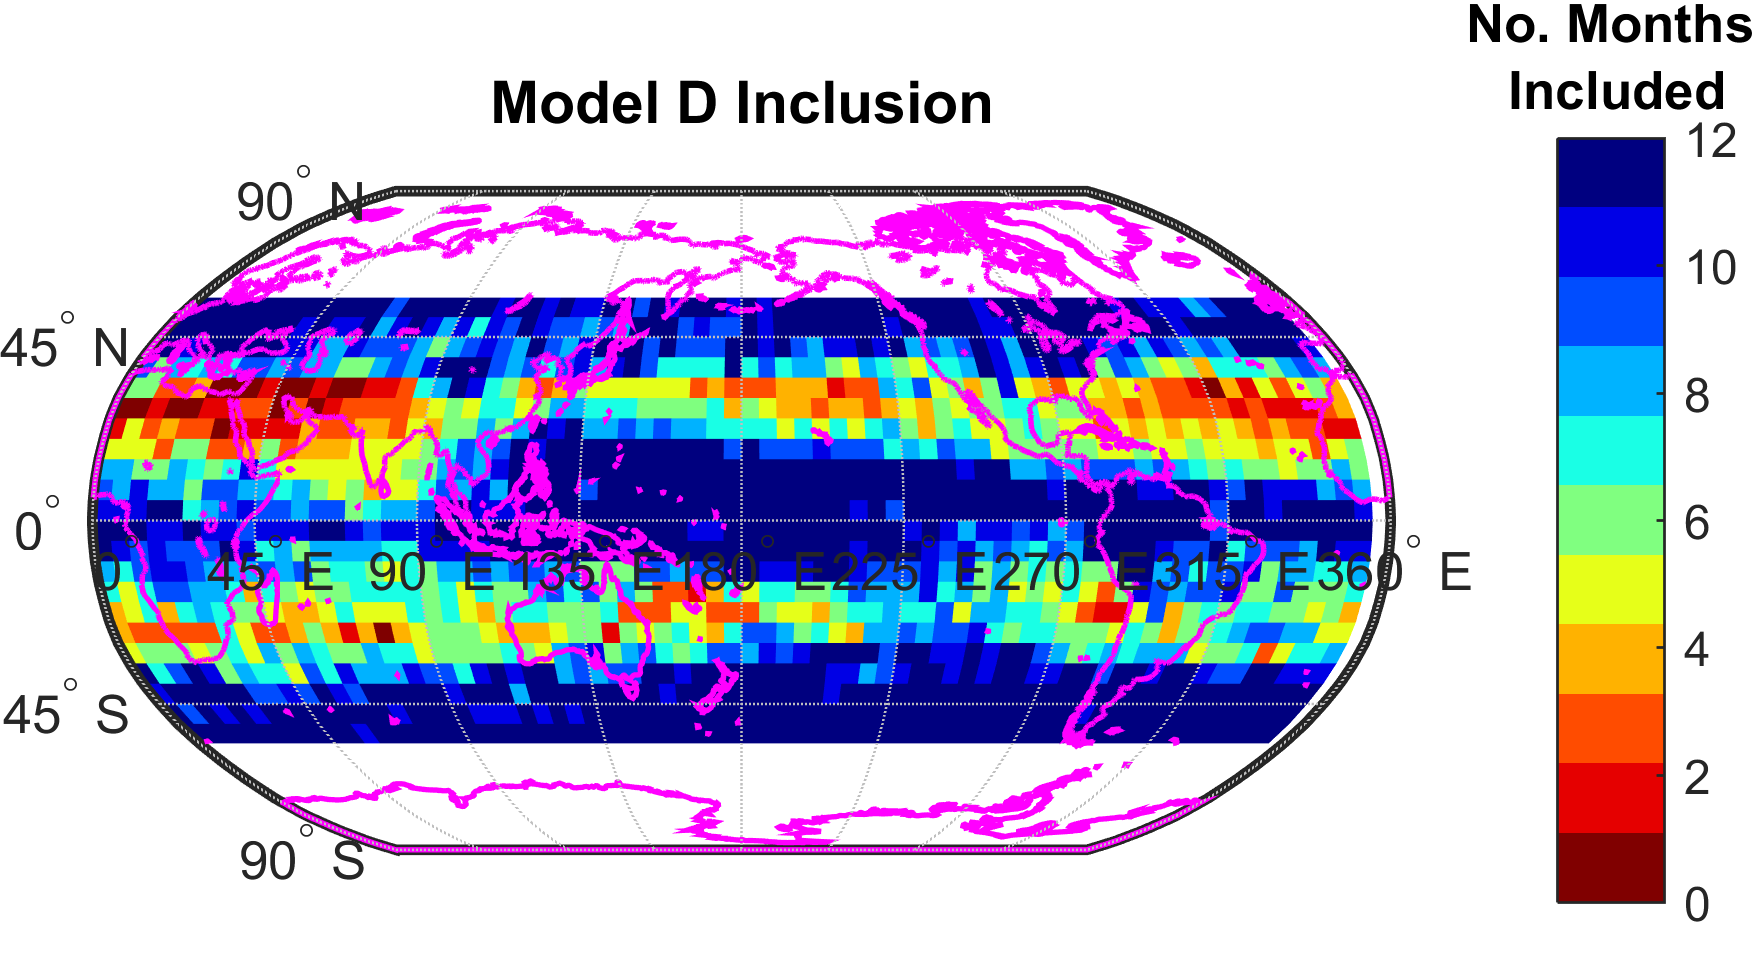 No. Months
Included
Model D Inclusion
90° N
45° N
0°
45° S
90° S
0° 45° E 90° E 135° E 180° E 225° E 270° E 315° E 360° E
12
10
8
6
4
2
0